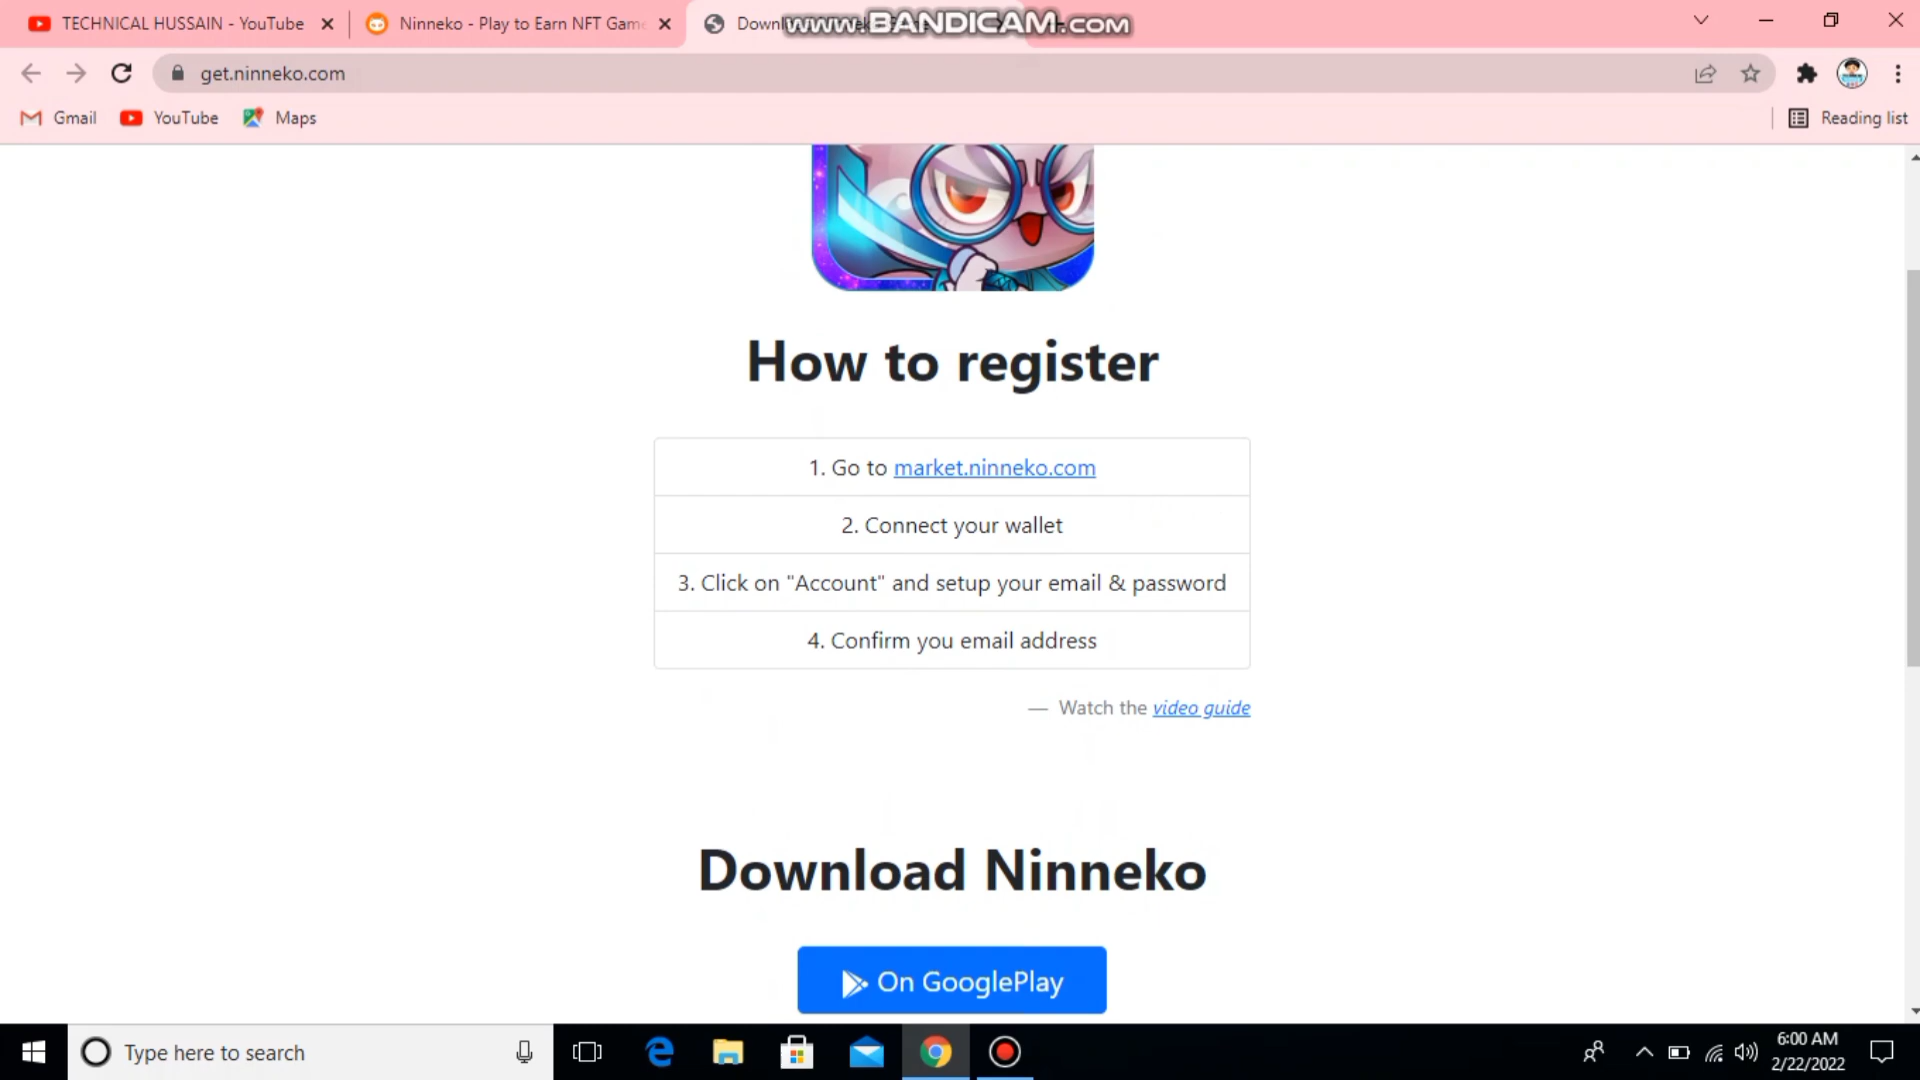 TECHNICAL HUSSAIN - YouTube
Ninneko - Play to Earn NFT Game
www.BANDICAM.com
get.ninneko.com
Gmail
YouTube
Maps
Reading list
How to register
1. Go to market.ninneko.com
2. Connect your wallet
3. Click on "Account" and setup your email & password
4. Confirm you email address
— Watch the video guide
Download Ninneko
On GooglePlay
Type here to search
6:00 AM
2/22/2022